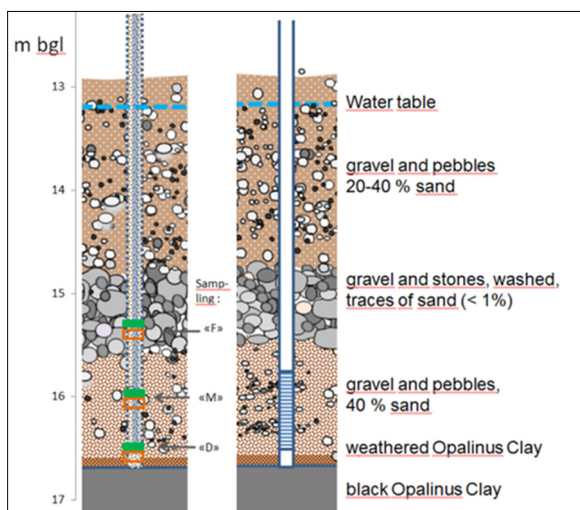 m bgl
13
14
15
16
17
Samp-
ling :
«F»
«M»
«D»
Water table
gravel and pebbles
20-40 % sand
gravel and stones, washed,
traces of sand (< 1%)
gravel and pebbles,
40 % sand
weathered Opalinus Clay
black Opalinus Clay